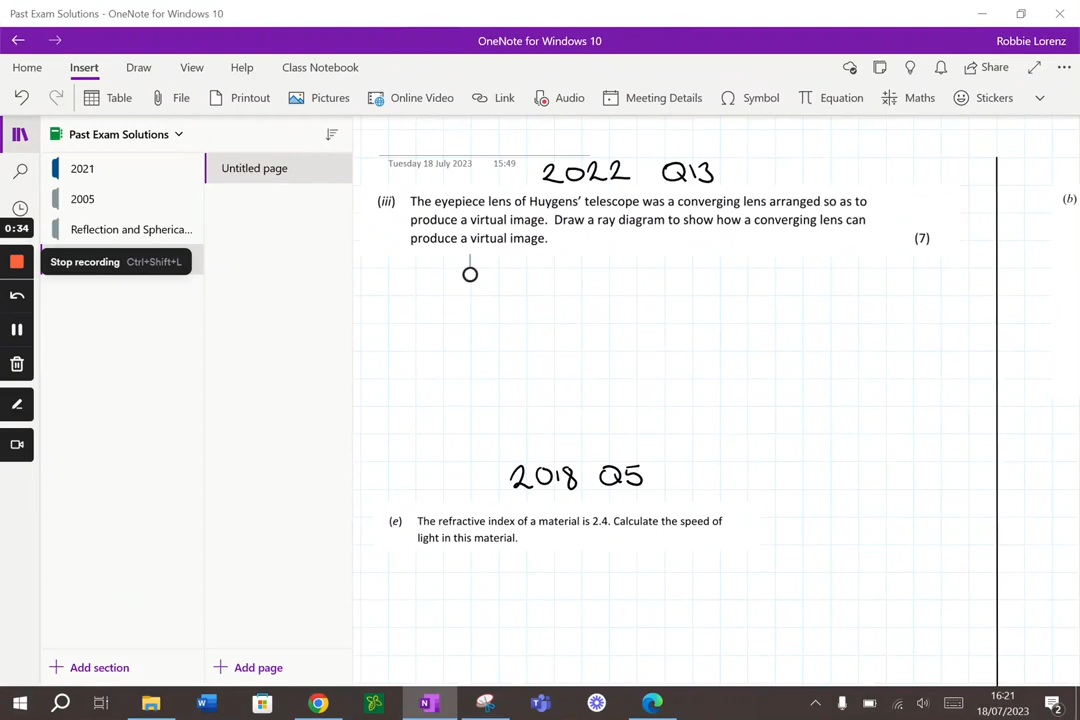 Past Exam Solutions - OneNote for Windows 10
OneNote for Windows 10
Robbie Lorenz
Home Insert Draw View Help Class Notebook Share
Table File Printout Pictures Online Video Link Audio Meeting Details Symbol Equation Maths Stickers
Past Exam Solutions
2021
2005
Reflection and Spherica...
Untitled page
0:34
Stop recording Ctrl+Shift+L
Tuesday 18 July 2023 15:49
2022 Q13
(iii) The eyepiece lens of Huygens' telescope was a converging lens arranged so as to
produce a virtual image. Draw a ray diagram to show how a converging lens can
produce a virtual image. (7)
(b)
2018 Q5
(e) The refractive index of a material is 2.4. Calculate the speed of
light in this material.
Add section
Add page
16:21
18/07/2023
2